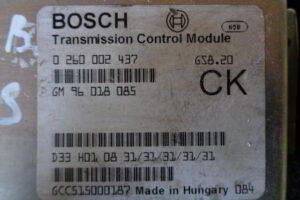 BOSCH
Transmission Control Module
0 260 002 437 GS8.20
GM 96 018 085 CK
D33 H01 08 31/31/31/31/31
GCC515000187 Made in Hungary 084
B
S